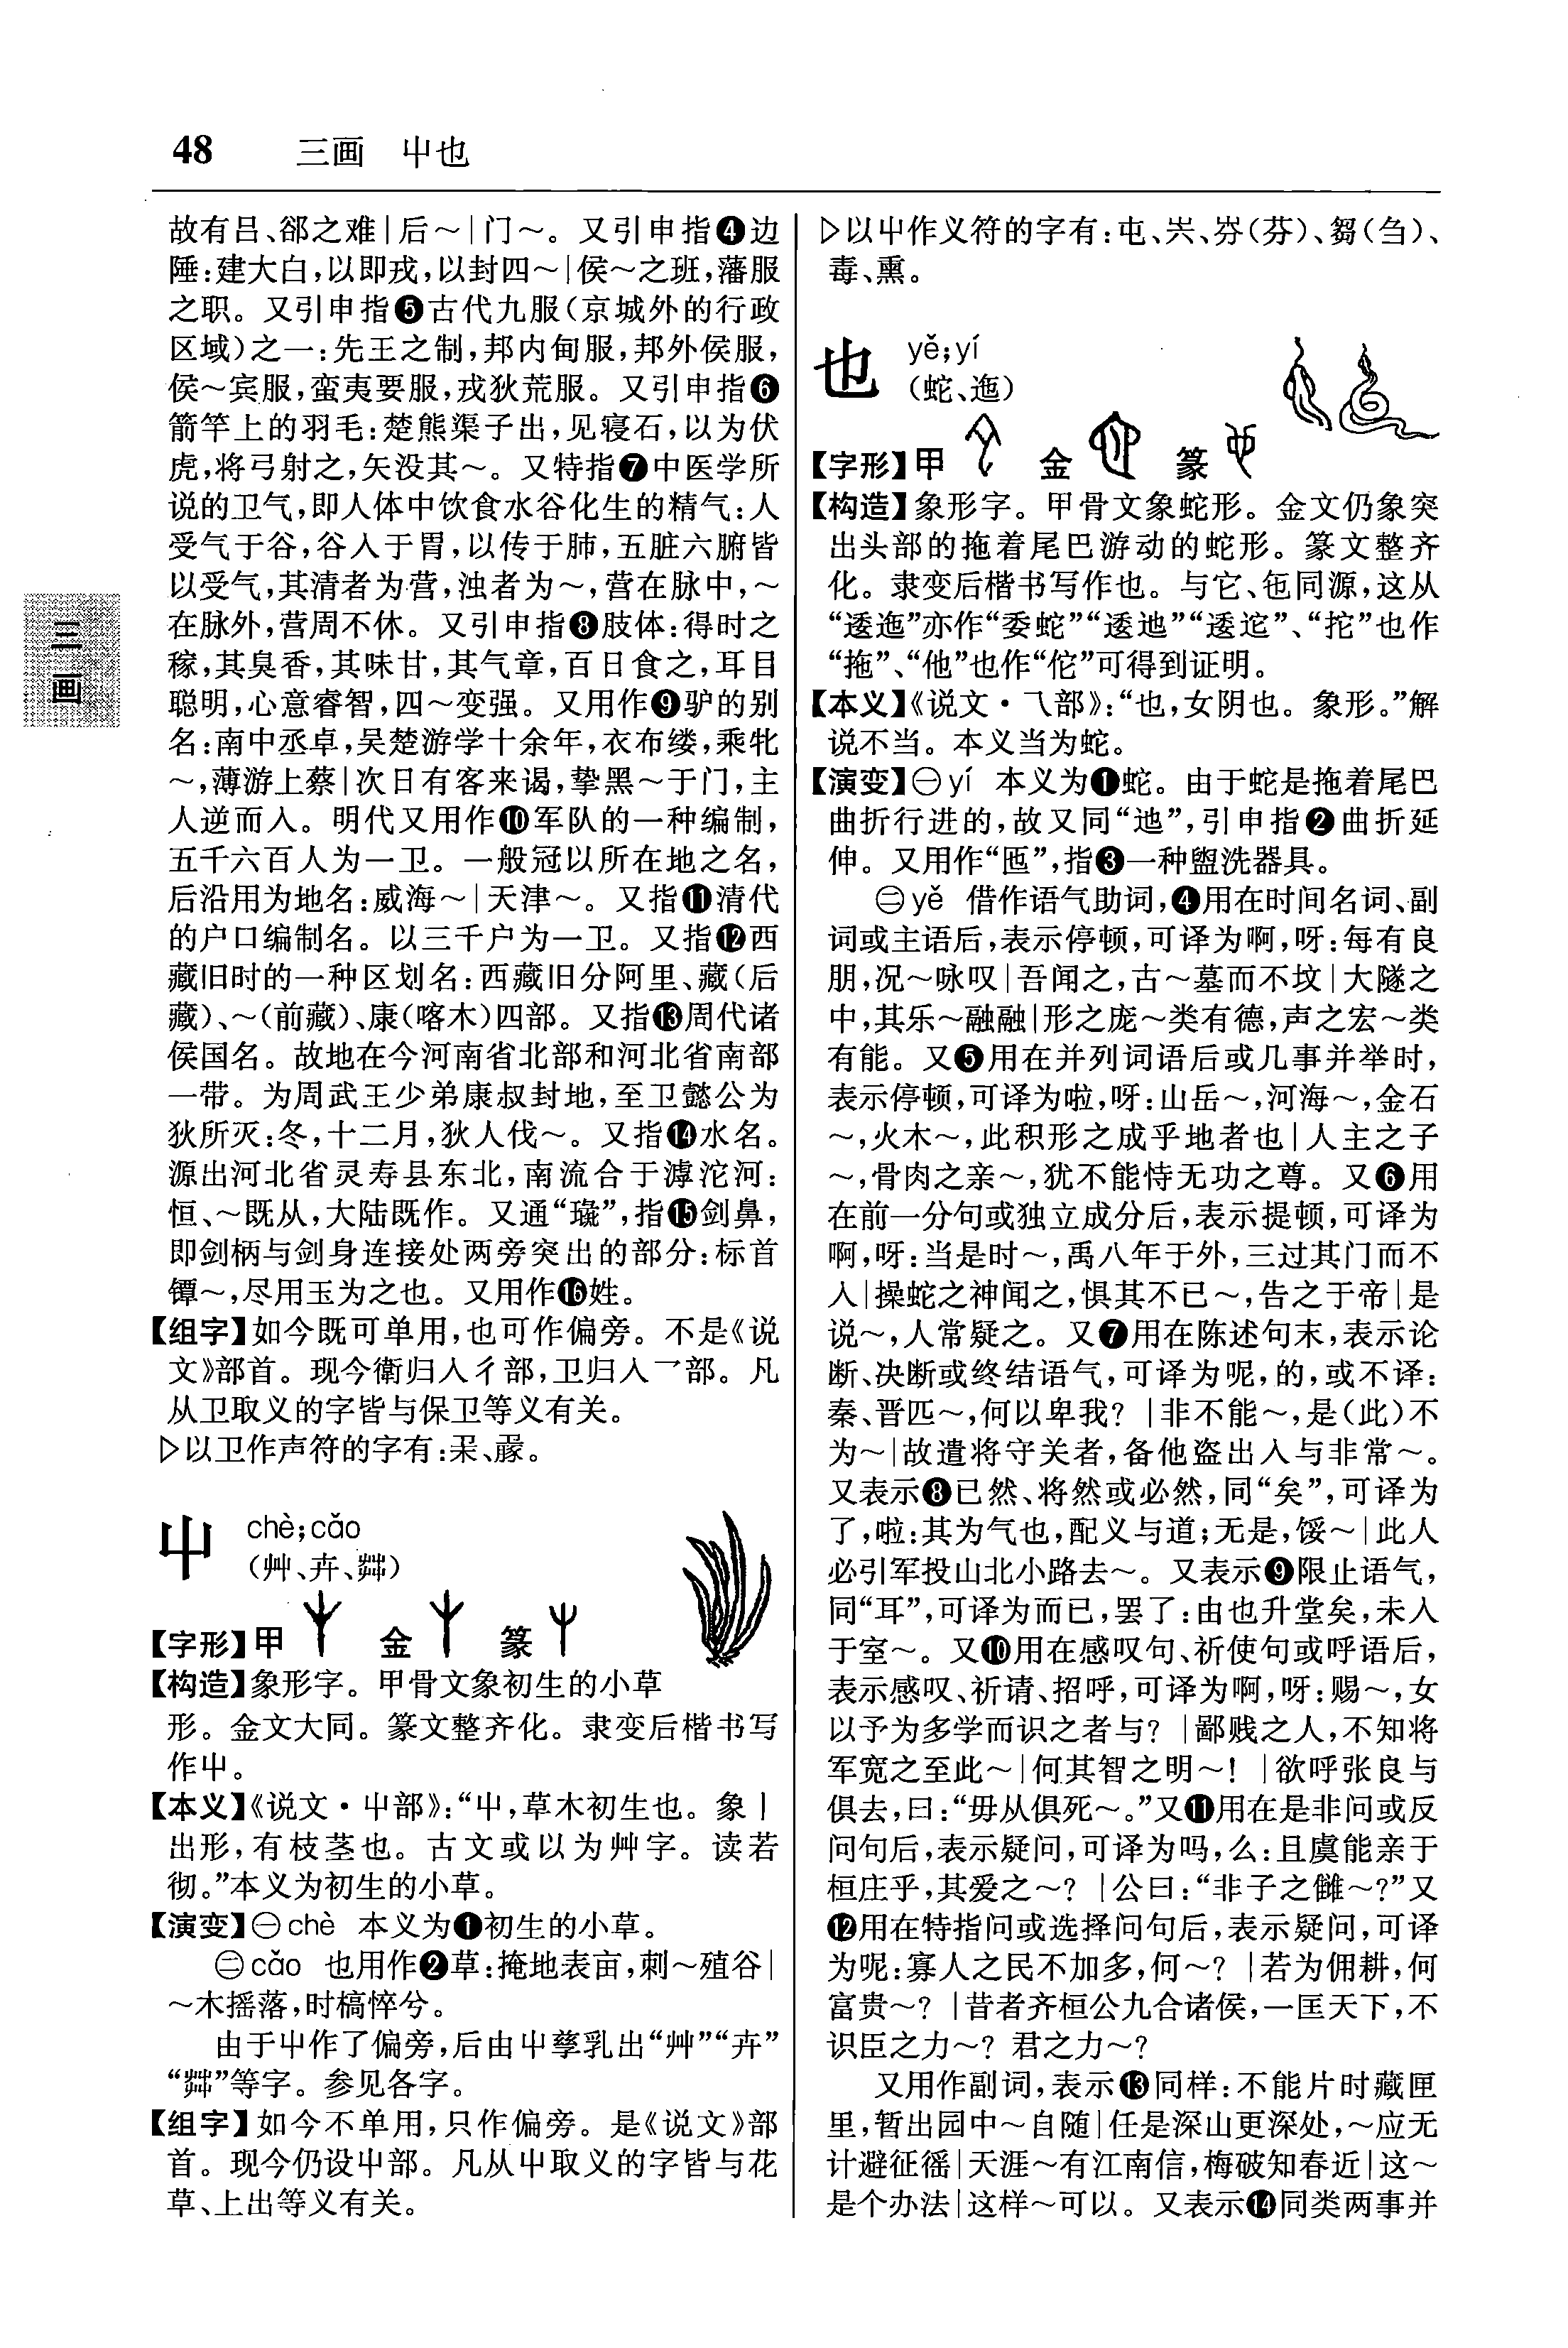 48 三画 屮也
故有吕、郤之难|后～|门～。又引申指❹边
陲:建大白,以即戎,以封四～|侯～之班,藩服
之职。又引申指❺古代九服(京城外的行政
区域)之一:先王之制,邦内甸服,邦外侯服,
侯～宾服,蛮夷要服,戎狄荒服。又引申指❻
箭竿上的羽毛:楚熊渠子出,见寝石,以为伏
虎,将弓射之,矢没其～。又特指❼中医学所
说的卫气,即人体中饮食水谷化生的精气:人
受气于谷,谷入于胃,以传于肺,五脏六腑皆
以受气,其清者为营,浊者为～,营在脉中,～
在脉外,营周不休。又引申指❽肢体:得时之
稼,其臭香,其味甘,其气章,百日食之,耳目
聪明,心意睿智,四～变强。又用作❾驴的别
名:南中丞卓,吴楚游学十余年,衣布缕,乘牝
～,薄游上蔡|次日有客来谒,挚黑～于门,主
人逆而入。明代又用作❿军队的一种编制,
五千六百人为一卫。一般冠以所在地之名,
后沿用为地名:威海～|天津～。又指⓫清代
的户口编制名。以三千户为一卫。又指⓬西
藏旧时的一种区划名:西藏旧分阿里、藏(后
藏)、～(前藏)、康(喀木)四部。又指⓭周代诸
侯国名。故地在今河南省北部和河北省南部
一带。为周武王少弟康叔封地,至卫懿公为
狄所灭:冬,十二月,狄人伐～。又指⓮水名。
源出河北省灵寿县东北,南流合于滹沱河:
恒、～既从,大陆既作。又通“璏”,指⓯剑鼻,
即剑柄与剑身连接处两旁突出的部分:标首
镡～,尽用玉为之也。又用作⓰姓。
【组字】如今既可单用,也可作偏旁。不是《说
文》部首。现今衛归入彳部,卫归入乛部。凡
从卫取义的字皆与保卫等义有关。
▷以卫作声符的字有:
屮 chè;cǎo
(艸、卉、茻)
【字形】甲 金 篆
【构造】象形字。甲骨文象初生的小草
形。金文大同。篆文整齐化。隶变后楷书写
作屮。
【本义】《说文·屮部》:“屮,草木初生也。象丨
出形,有枝茎也。古文或以为艸字。读若
彻。”本义为初生的小草。
【演变】㊀chè 本义为❶初生的小草。
㊁cǎo 也用作❷草:掩地表亩,刺～殖谷|
～木摇落,时槁悴兮。
由于屮作了偏旁,后由屮孳乳出“艸”“卉”
“茻”等字。参见各字。
【组字】如今不单用,只作偏旁。是《说文》部
首。现今仍设屮部。凡从屮取义的字皆与花
草、上出等义有关。
三画
▷以屮作义符的字有:屯、㞢、岁(芬)、芻(刍)、
毒、熏。
也 yě;yí
(蛇、迤)
【字形】甲 金 篆
【构造】象形字。甲骨文象蛇形。金文仍象突
出头部的拖着尾巴游动的蛇形。篆文整齐
化。隶变后楷书写作也。与它、㐌同源,这从
“逶迤”亦作“委蛇”“逶迆”“逶迱”、“拕”也作
“拖”、“他”也作“佗”可得到证明。
【本义】《说文·乁部》:“也,女阴也。象形。”解
说不当。本义当为蛇。
【演变】㊀yí 本义为❶蛇。由于蛇是拖着尾巴
曲折行进的,故又同“迆”,引申指❷曲折延
伸。又用作“匜”,指❸一种盥洗器具。
㊁yě 借作语气助词,❹用在时间名词、副
词或主语后,表示停顿,可译为啊,呀:每有良
朋,况～咏叹|吾闻之,古～墓而不坟|大隧之
中,其乐～融融|形之庞～类有德,声之宏～类
有能。又❺用在并列词语后或几事并举时,
表示停顿,可译为啦,呀:山岳～,河海～,金石
～,火木～,此积形之成乎地者也|人主之子
～,骨肉之亲～,犹不能恃无功之尊。又❻用
在前一分句或独立成分后,表示提顿,可译为
啊,呀:当是时～,禹八年于外,三过其门而不
入|操蛇之神闻之,惧其不已～,告之于帝|是
说～,人常疑之。又❼用在陈述句末,表示论
断、决断或终结语气,可译为呢,的,或不译:
秦、晋匹～,何以卑我? |非不能～,是(此)不
为～|故遣将守关者,备他盗出入与非常～。
又表示❽已然、将然或必然,同“矣”,可译为
了,啦:其为气也,配义与道;无是,馁～|此人
必引军投山北小路去～。又表示❾限止语气,
同“耳”,可译为而已,罢了:由也升堂矣,未入
于室～。又❿用在感叹句、祈使句或呼语后,
表示感叹、祈请、招呼,可译为啊,呀:赐～,女
以予为多学而识之者与? |鄙贱之人,不知将
军宽之至此～|何其智之明～! |欲呼张良与
俱去,曰:“毋从俱死～。”又⓫用在是非问或反
问句后,表示疑问,可译为吗,么:且虞能亲于
桓庄乎,其爱之～? |公曰:“非子之雠～?”又
⓬用在特指问或选择问句后,表示疑问,可译
为呢:寡人之民不加多,何～? |若为佣耕,何
富贵～? |昔者齐桓公九合诸侯,一匡天下,不
识臣之力～? 君之力～?
又用作副词,表示⓭同样:不能片时藏匣
里,暂出园中～自随|任是深山更深处,～应无
计避征徭|天涯～有江南信,梅破知春近|这～
是个办法|这样～可以。又表示⓮同类两事并